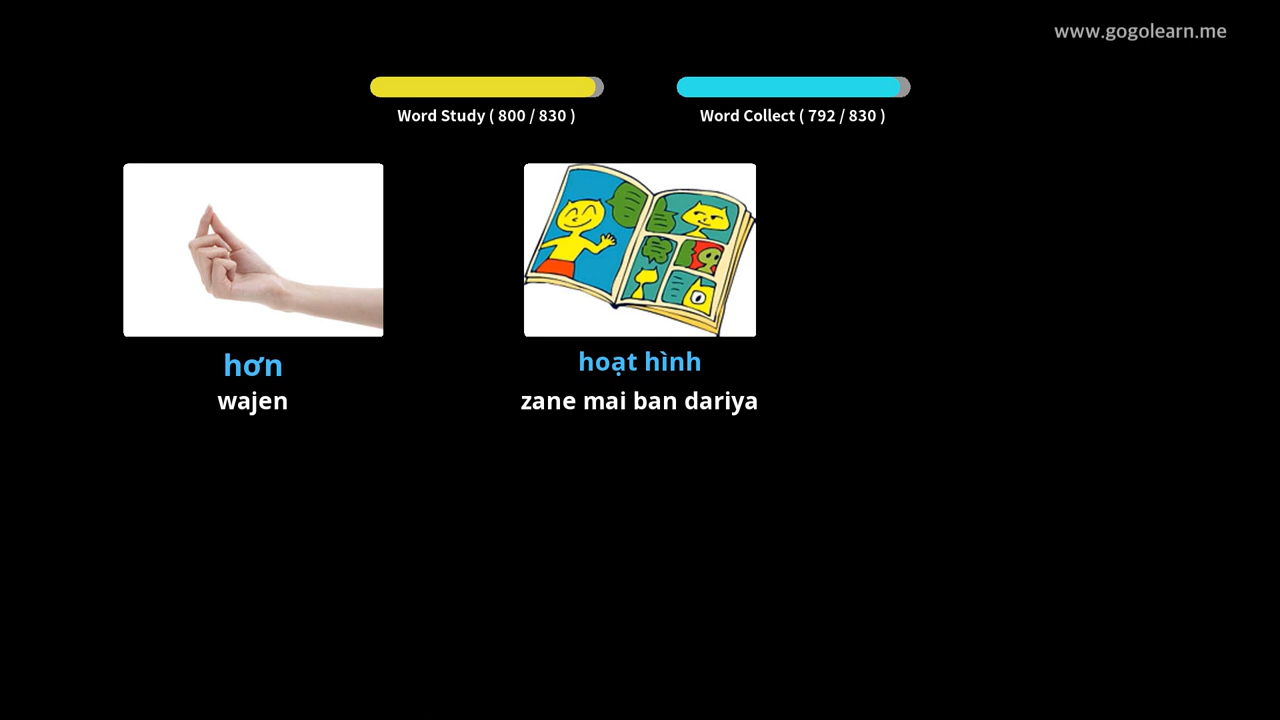 www.gogolearn.me
Word Study ( 800 / 830 )
Word Collect ( 792 / 830 )
hơn
wajen
hoạt hình
zane mai ban dariya